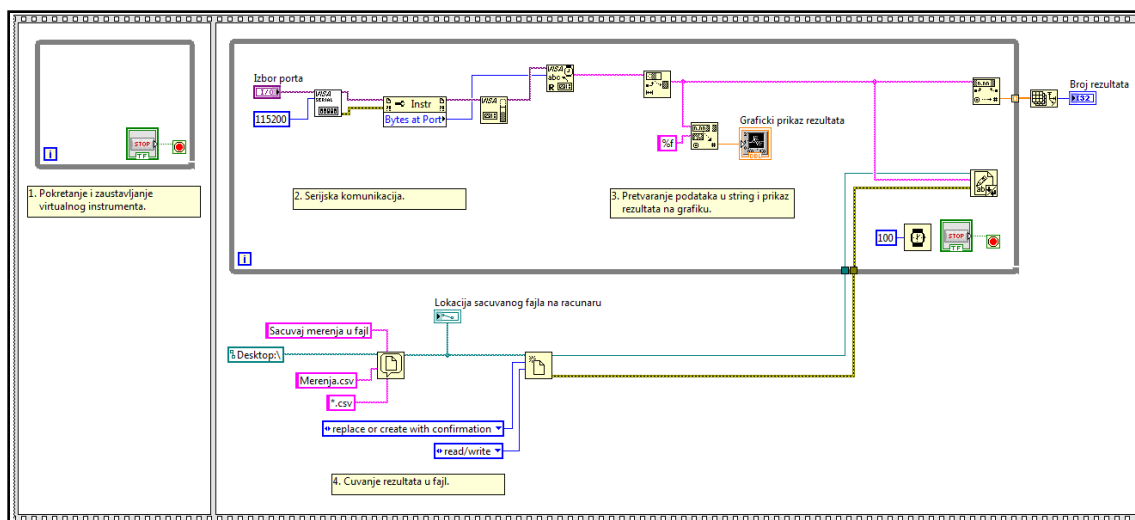 STOP
TF
i
1. Pokretanje i zaustavljanje
virtualnog instrumenta.
Izbor porta
I/O
115200
VISA
SERIAL
Instr
Bytes at Port
VISA
VISA
abc
R
%f
Graficki prikaz rezultata
DBL
Broj rezultata
I32
2. Serijska komunikacija.
3. Pretvaranje podataka u string i prikaz
rezultata na grafiku.
100
STOP
TF
i
Lokacija sacuvanog fajla na racunaru
Sacuvaj merenja u fajl
Desktop:\
Merenja.csv
*.csv
replace or create with confirmation
read/write
4. Cuvanje rezultata u fajl.